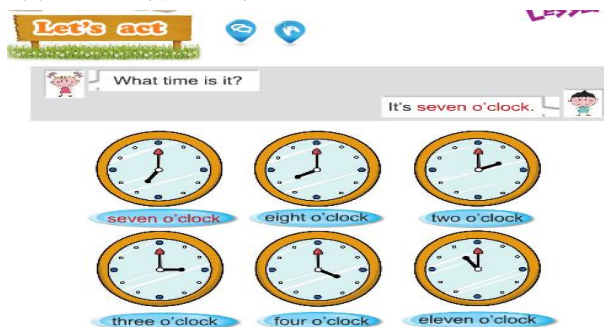 Let's act
What time is it?
It's seven o'clock.
seven o'clock
eight o'clock
two o'clock
three o'clock
four o'clock
eleven o'clock